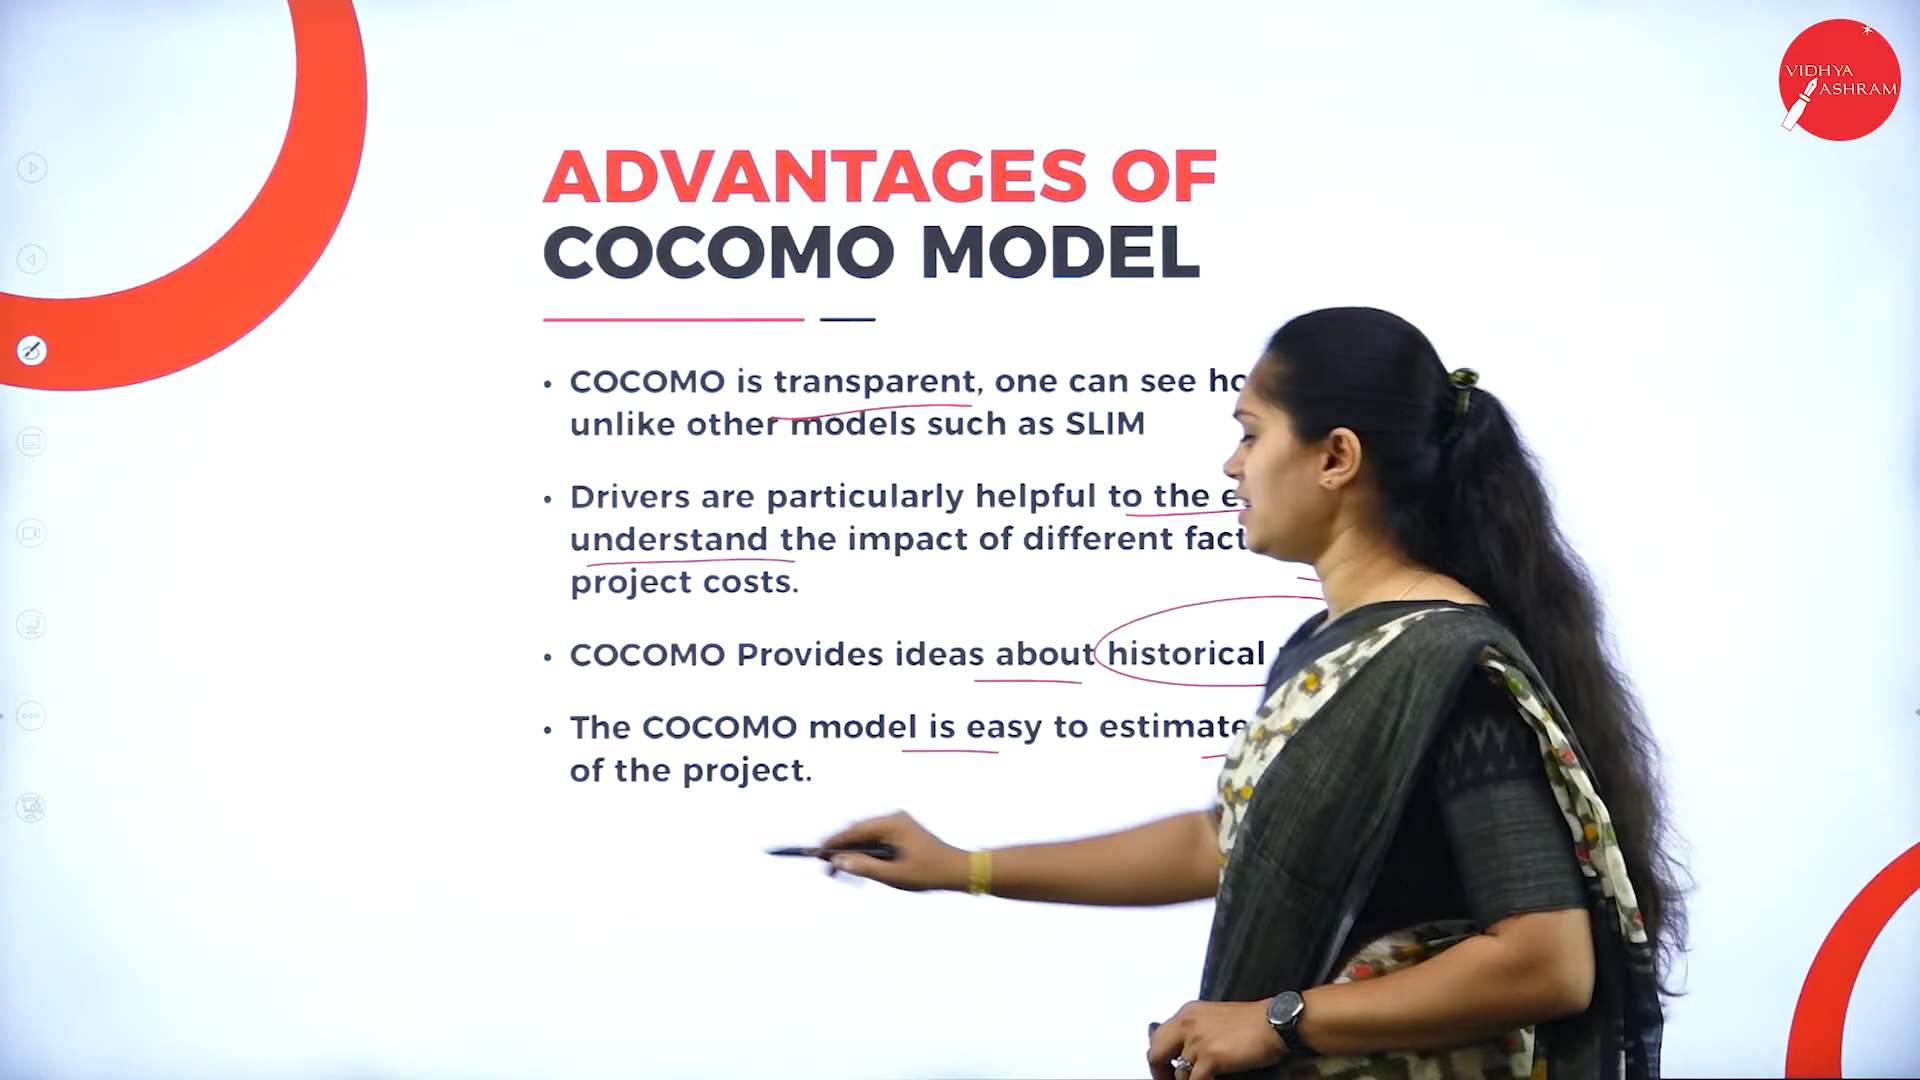 VIDHYA
ASHRAM
ADVANTAGES OF
COCOMO MODEL
• COCOMO is transparent, one can see
unlike other models such as SLIM
• Drivers are particularly helpful to the
understand the impact of different
project costs.
• COCOMO Provides ideas about historical
• The COCOMO model is easy to estimate
of the project.